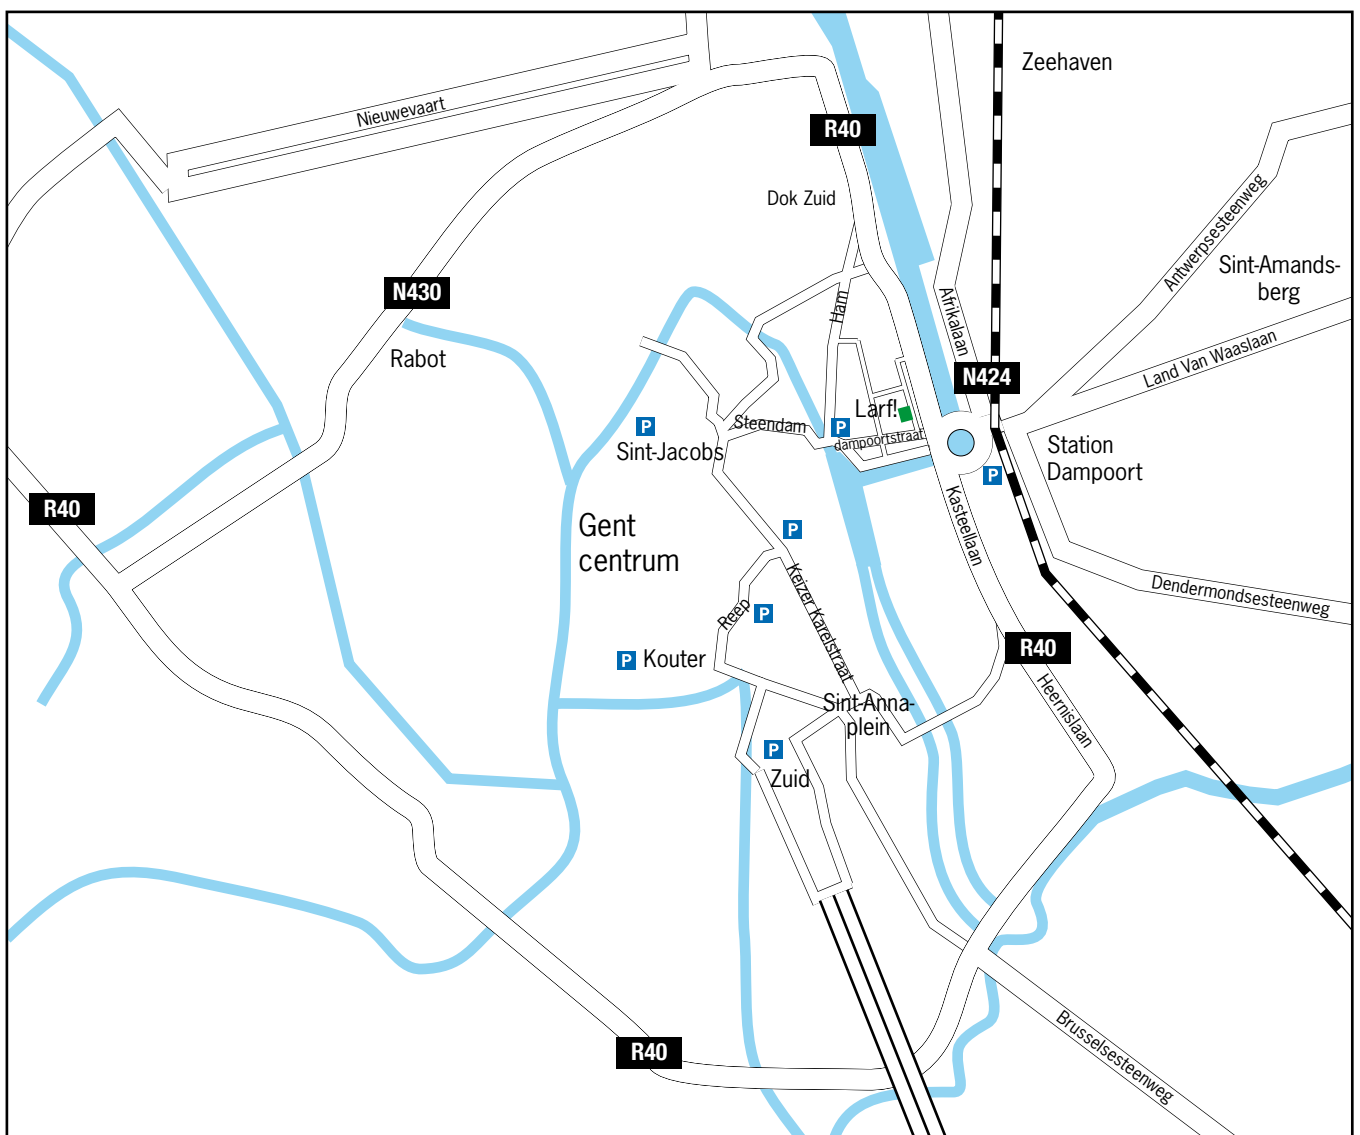 Zeehaven
Nieuwevaart
R40
Dok Zuid
Antwerpsesteenweg
Sint-Amands-
berg
N430
Ham
Afrikalaan
Rabot
Land Van Waaslaan
N424
Larf!
P
P
Steendam
dampoortstraat
Sint-Jacobs
Station
Dampoort
P
R40
Kasteellaan
Gent
centrum
P
Keizer Karelstraat
Dendermondsesteenweg
Reep
P
R40
P Kouter
Heernislaan
Sint-Anna-
plein
P
Zuid
R40
Brusselsesteenweg